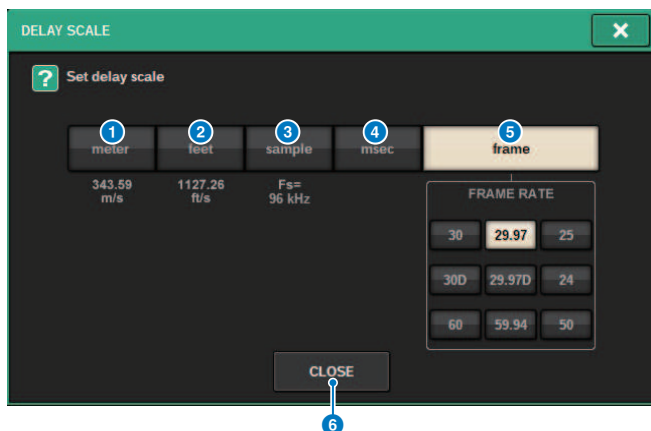 DELAY SCALE
? Set delay scale
1 2 3 4 5
meter feet sample msec frame
343.59 m/s
1127.26 ft/s
Fs= 96 kHz
FRAME RATE
30 29.97 25
30D 29.97D 24
60 59.94 50
CLOSE
6